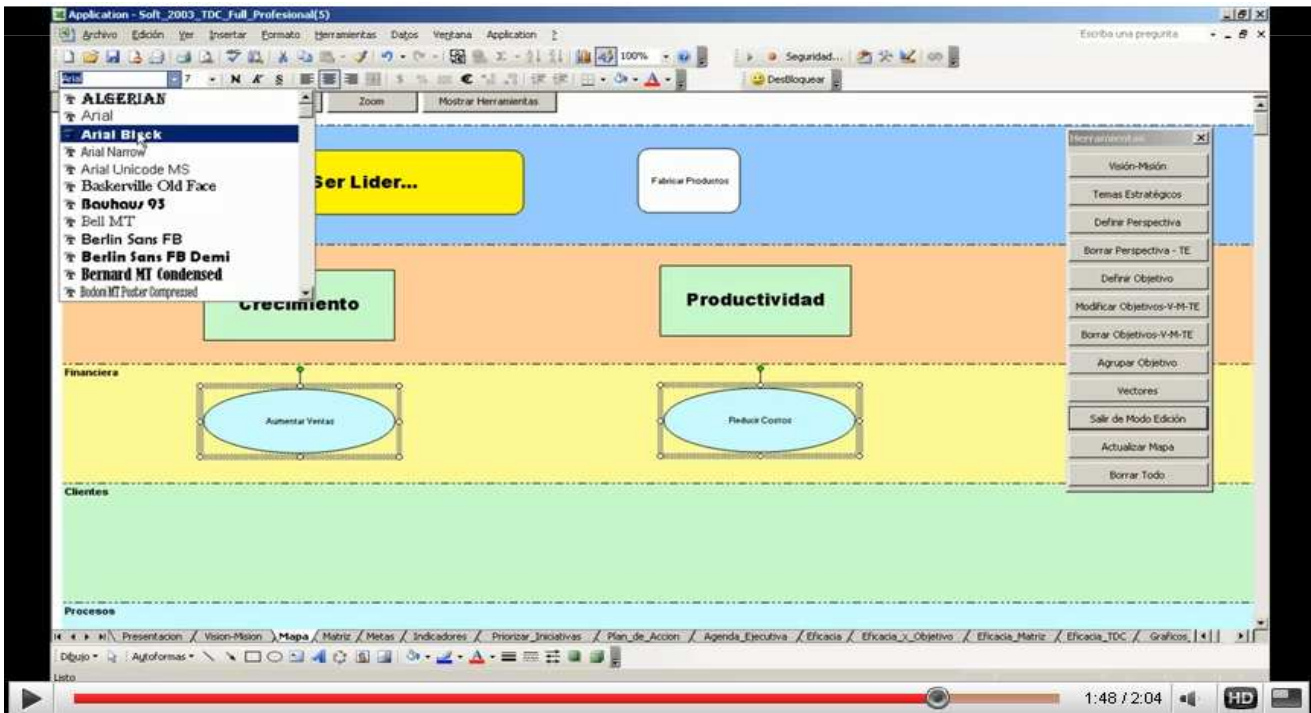 Application - Soft_2003_TDC_Full_Profesional(5)
Archivo Edición Ver Insertar Formato Herramientas Datos Ventana Application ?
Escriba una pregunta
100%
Seguridad...
Arial
7
N K S
€
DesBloquear
Zoom
Mostrar Herramientas
ALGERIAN
Arial
Arial Black
Arial Narrow
Arial Unicode MS
Baskerville Old Face
Bauhaus 93
Bell MT
Berlin Sans FB
Berlin Sans FB Demi
Bernard MT Condensed
Bodoni MT Poster Compressed
Ser Lider...
Fabricar Productos
Crecimiento
Productividad
Financiera
Aumentar Ventas
Reducir Costos
Clientes
Procesos
Herramientas
Visión-Misión
Temas Estratégicos
Definir Perspectiva
Borrar Perspectiva - TE
Definir Objetivo
Modificar Objetivos-V-M-TE
Borrar Objetivos-V-M-TE
Agrupar Objetivo
Vectores
Salir de Modo Edición
Actualizar Mapa
Borrar Todo
Presentacion / Vision-Mision \ Mapa / Matriz / Metas / Indicadores / Priorizar_Iniciativas / Plan_de_Accion / Agenda_Ejecutiva / Eficacia / Eficacia_x_Objetivo / Eficacia_Matriz / Eficacia_TDC / Graficos_
Dibujo Autoformas
Listo
1:48 / 2:04
HD